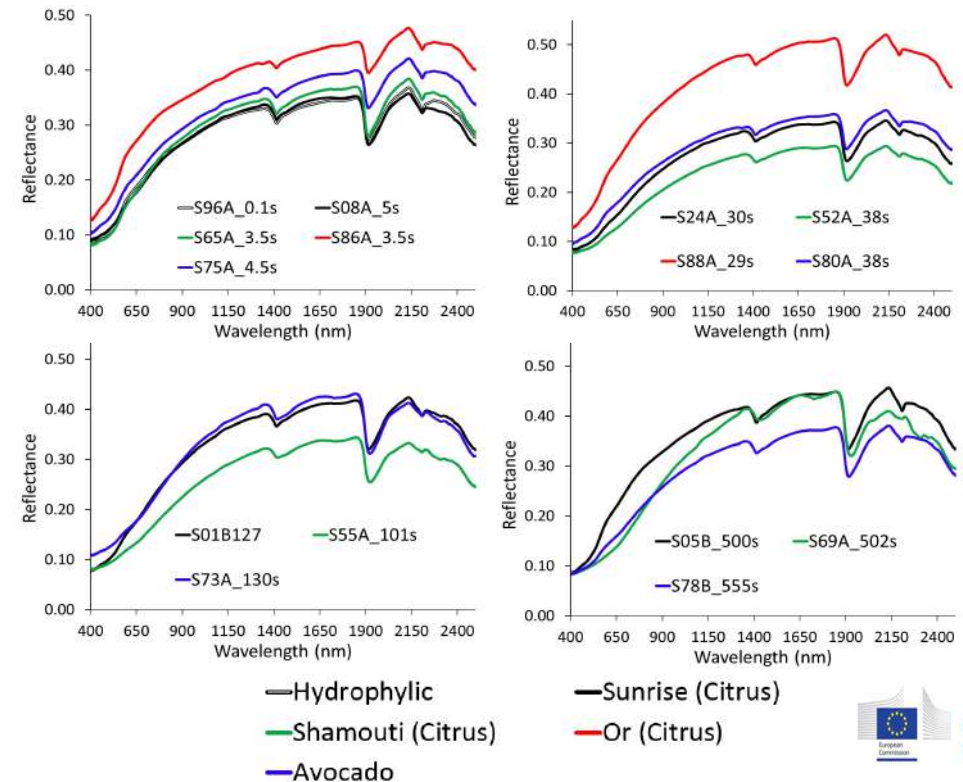 0.50
0.40
0.30
0.20
0.10
0.00
Reflectance
S96A_0.1s S08A_5s
S65A_3.5s S86A_3.5s
S75A_4.5s
400 650 900 1150 1400 1650 1900 2150 2400
Wavelength (nm)
0.50
0.40
0.30
0.20
0.10
0.00
Reflectance
S24A_30s S52A_38s
S88A_29s S80A_38s
400 650 900 1150 1400 1650 1900 2150 2400
Wavelength (nm)
0.50
0.40
0.30
0.20
0.10
0.00
Reflectance
S01B127 S55A_101s
S73A_130s
400 650 900 1150 1400 1650 1900 2150 2400
Wavelength (nm)
0.50
0.40
0.30
0.20
0.10
0.00
Reflectance
S05B_500s S69A_502s
S78B_555s
400 650 900 1150 1400 1650 1900 2150 2400
Wavelength (nm)
Hydrophylic Sunrise (Citrus)
Shamouti (Citrus) Or (Citrus)
Avocado
European
Commission